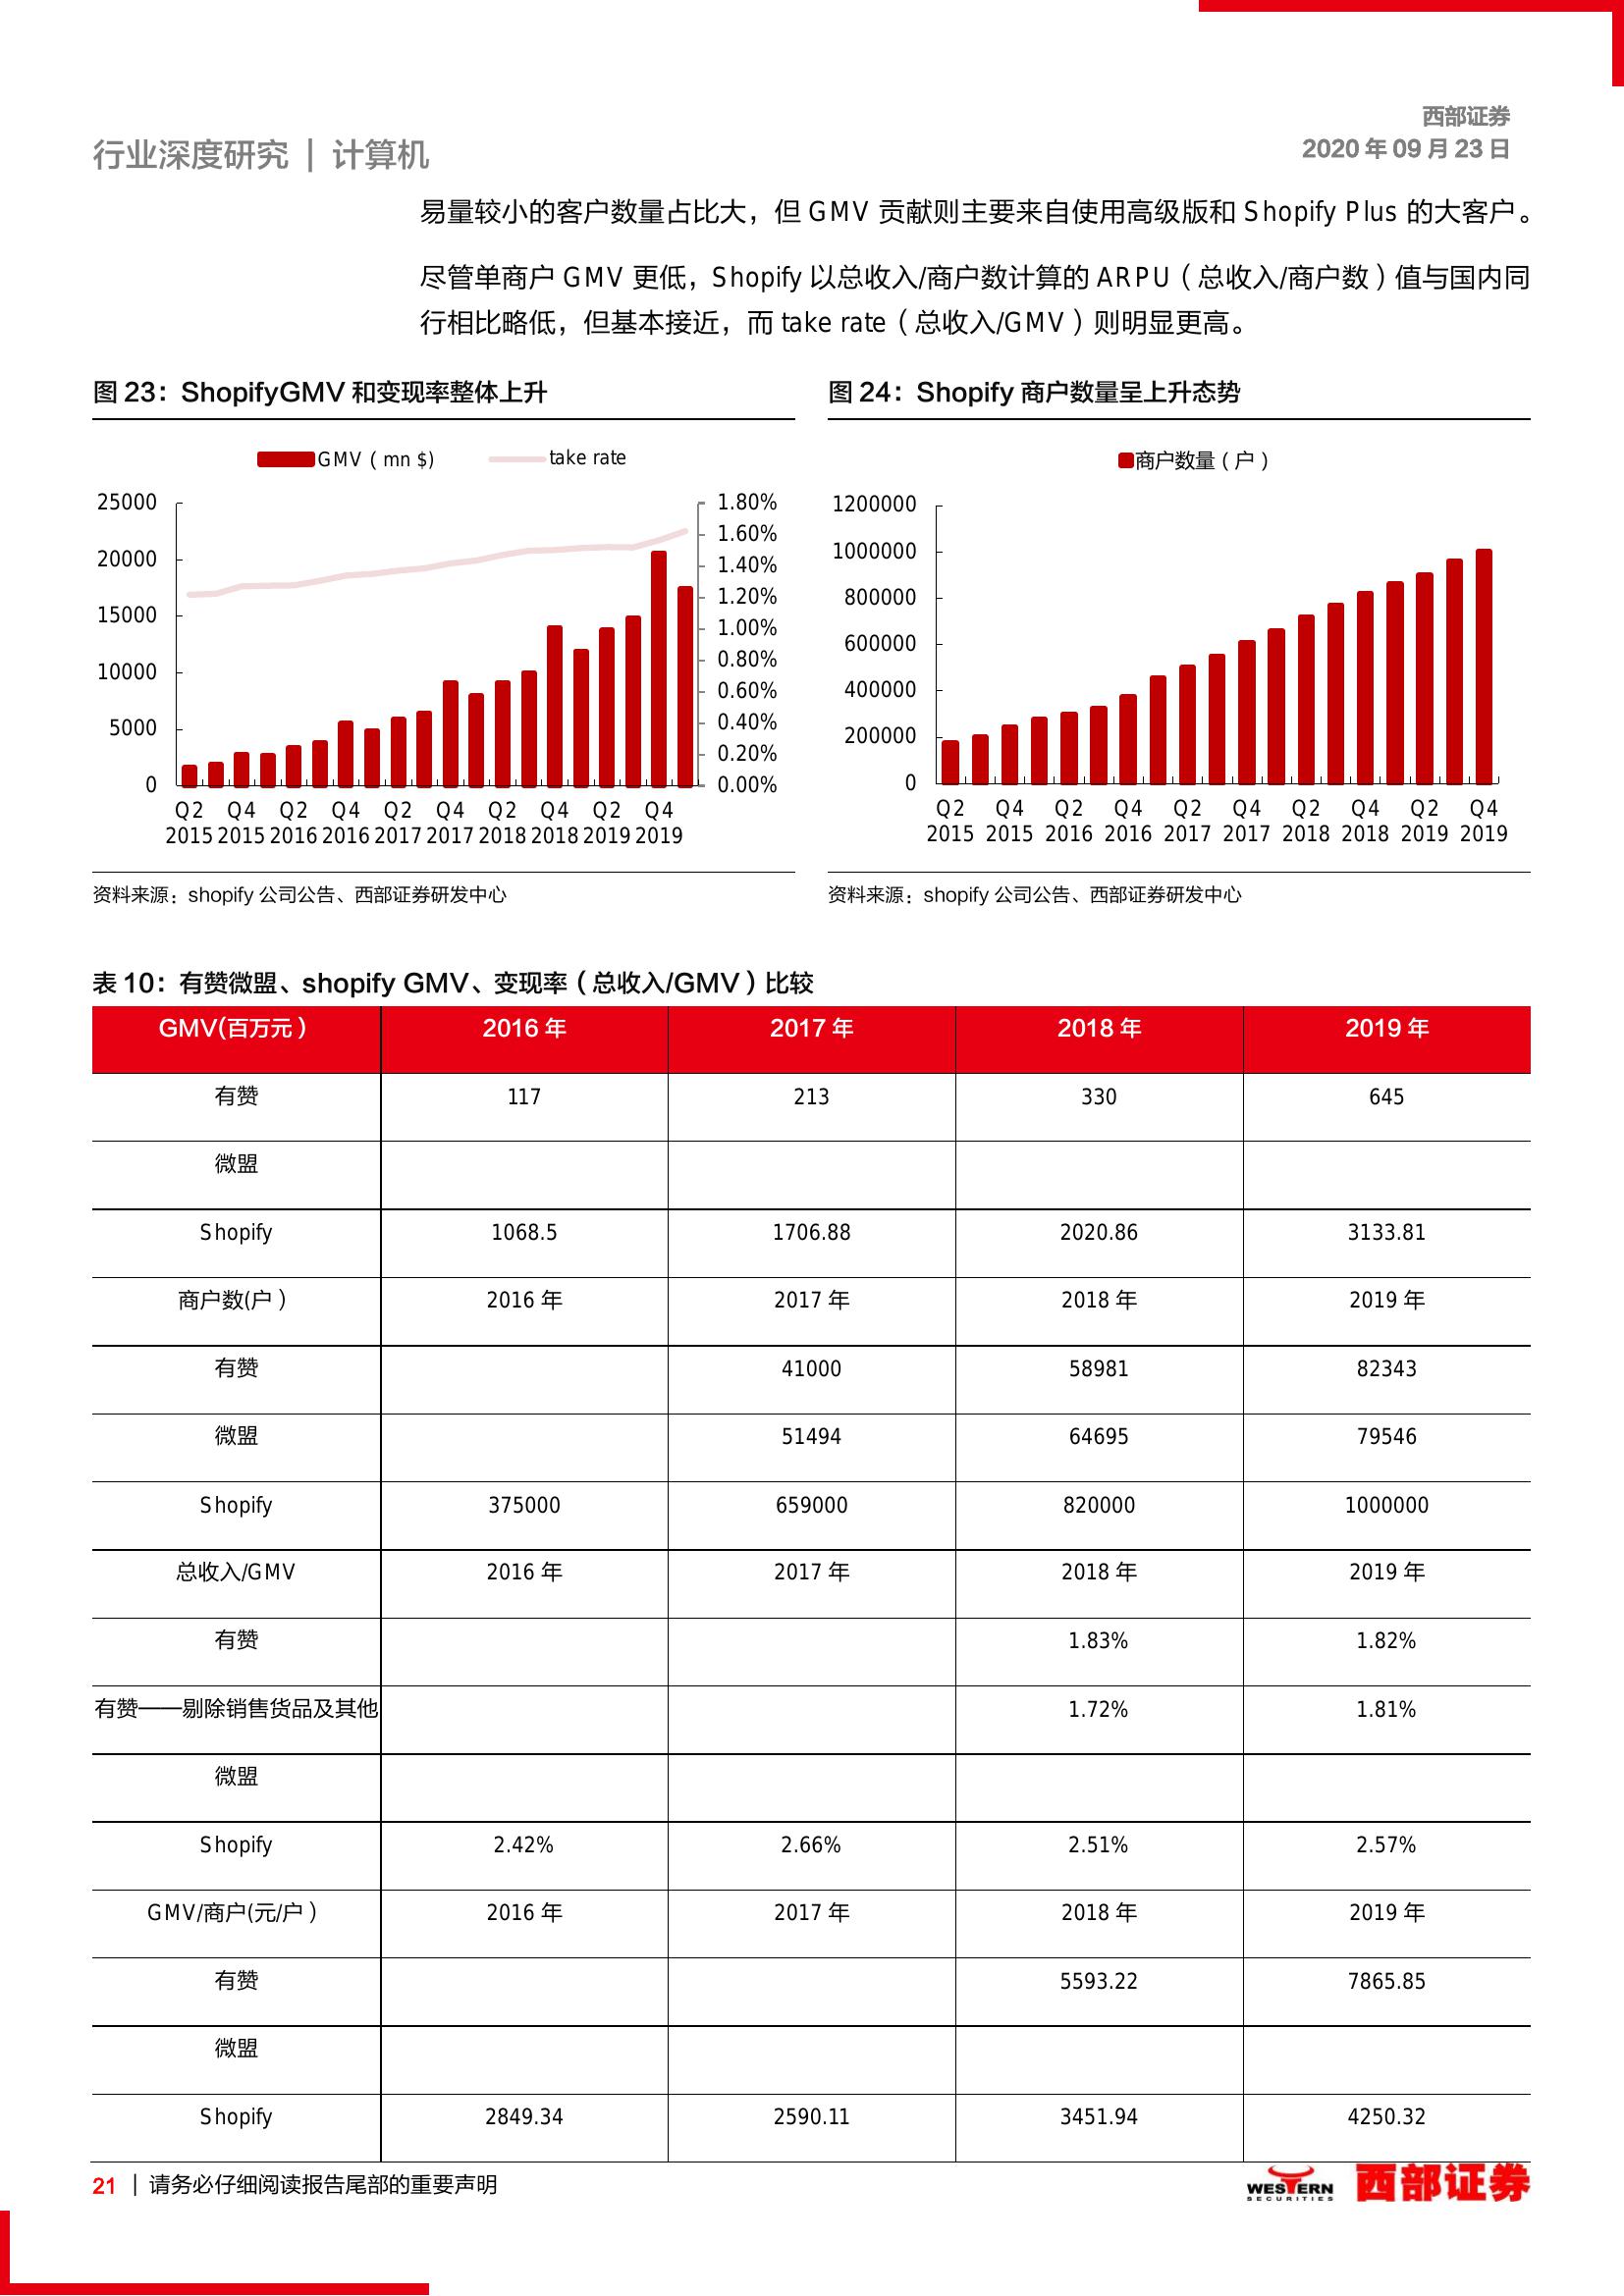 西部证券
行业深度研究 | 计算机
2020 年 09 月 23 日
易量较小的客户数量占比大，但 GMV 贡献则主要来自使用高级版和 Shopify Plus 的大客户。
尽管单商户 GMV 更低，Shopify 以总收入/商户数计算的 ARPU（总收入/商户数）值与国内同
行相比略低，但基本接近，而 take rate（总收入/GMV）则明显更高。
图 23：ShopifyGMV 和变现率整体上升
GMV（mn $） take rate
25000 1.80%
1.60%
20000
1.40%
15000 1.20%
1.00%
10000 0.80%
0.60%
5000 0.40%
0.20%
0 0.00%
Q2 Q4 Q2 Q4 Q2 Q4 Q2 Q4 Q2 Q4
2015 2015 2016 2016 2017 2017 2018 2018 2019 2019
资料来源：shopify 公司公告、西部证券研发中心
图 24：Shopify 商户数量呈上升态势
商户数量（户）
1200000
1000000
800000
600000
400000
200000
0
Q2 Q4 Q2 Q4 Q2 Q4 Q2 Q4 Q2 Q4
2015 2015 2016 2016 2017 2017 2018 2018 2019 2019
资料来源：shopify 公司公告、西部证券研发中心
表 10：有赞微盟、shopify GMV、变现率（总收入/GMV）比较
GMV(百万元） 2016 年 2017 年 2018 年 2019 年
有赞 117 213 330 645
微盟
Shopify 1068.5 1706.88 2020.86 3133.81
商户数(户） 2016 年 2017 年 2018 年 2019 年
有赞 41000 58981 82343
微盟 51494 64695 79546
Shopify 375000 659000 820000 1000000
总收入/GMV 2016 年 2017 年 2018 年 2019 年
有赞 1.83% 1.82%
有赞——剔除销售货品及其他 1.72% 1.81%
微盟
Shopify 2.42% 2.66% 2.51% 2.57%
GMV/商户(元/户） 2016 年 2017 年 2018 年 2019 年
有赞 5593.22 7865.85
微盟
Shopify 2849.34 2590.11 3451.94 4250.32
21 | 请务必仔细阅读报告尾部的重要声明
WESTERN
SECURITIES
西部证券